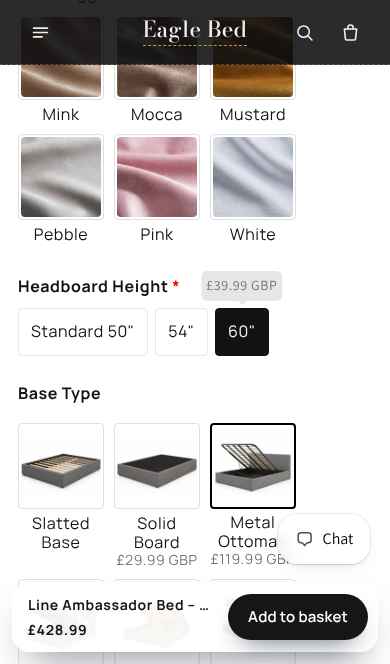 Eagle Bed
Mink
Mocca
Mustard
Pebble
Pink
White
Headboard Height *
£39.99 GBP
Standard 50"
54"
60"
Base Type
Slatted
Base
Solid
Board
£29.99 GBP
Metal
Ottoma
£119.99
Chat
Line Ambassador Bed – ...
£428.99
Add to basket